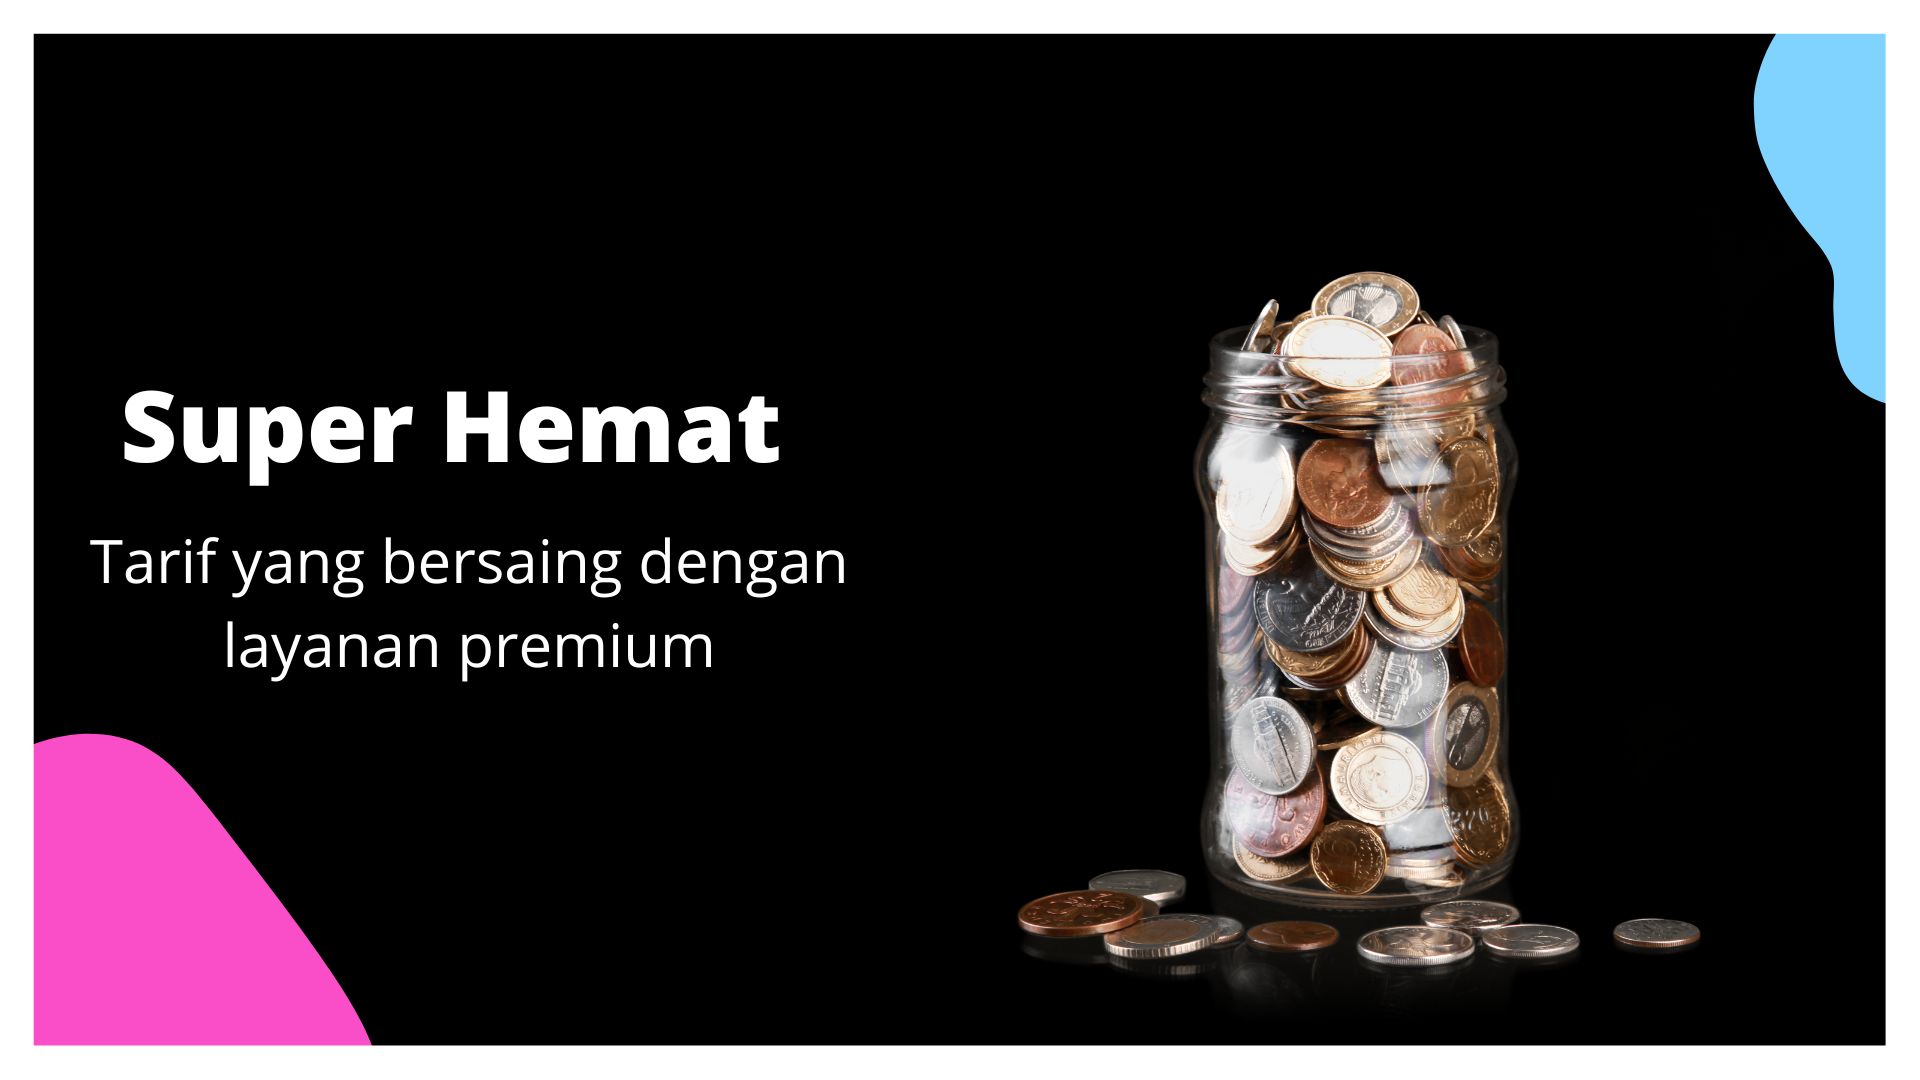 Super Hemat
Tarif yang bersaing dengan
layanan premium